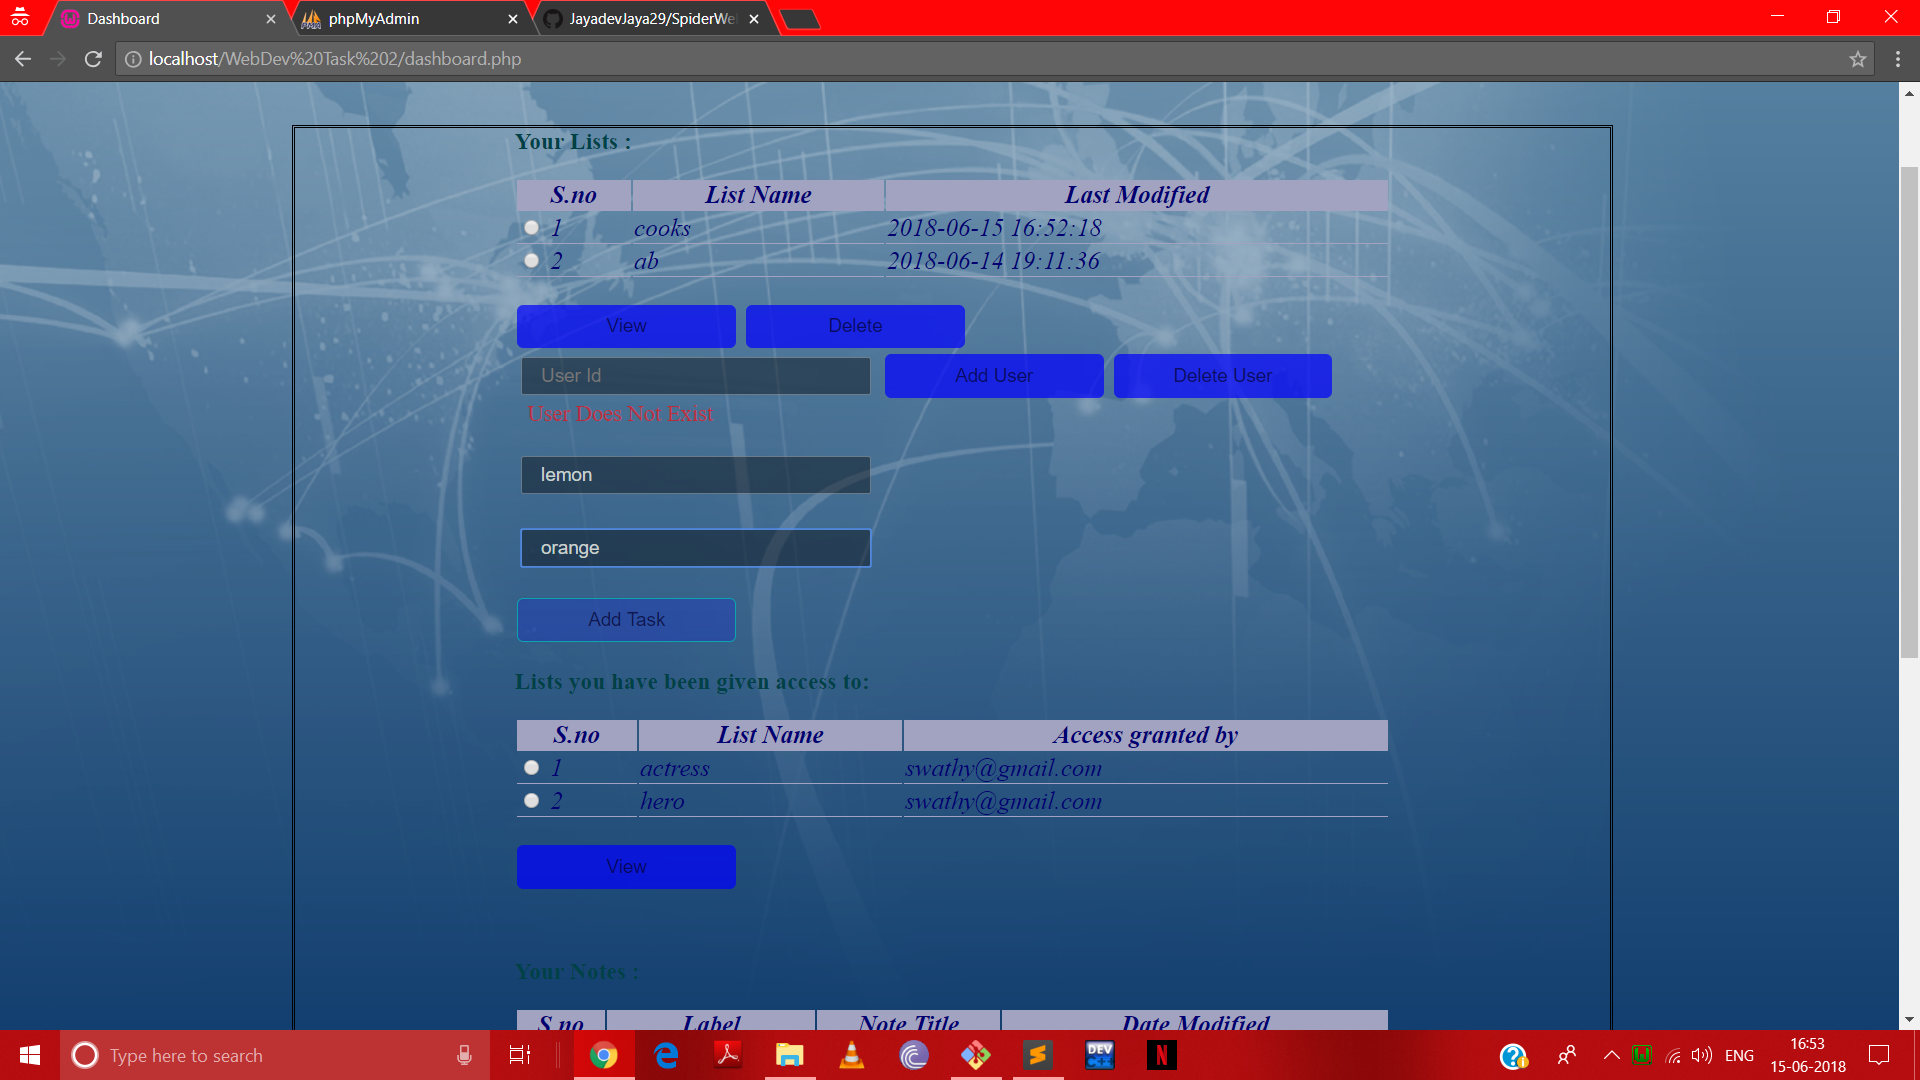 Dashboard
phpMyAdmin
JayadevJaya29/SpiderWe
localhost/WebDev%20Task%202/dashboard.php
Your Lists :
S.no List Name Last Modified
1 cooks 2018-06-15 16:52:18
2 ab 2018-06-14 19:11:36
View Delete
User Id Add User Delete User
User Does Not Exist
lemon
orange
Add Task
Lists you have been given access to:
S.no List Name Access granted by
1 actress swathy@gmail.com
2 hero swathy@gmail.com
View
Your Notes :
S.no Label Note Title Date Modified
Type here to search
DEV
C++
N
ENG
16:53
15-06-2018